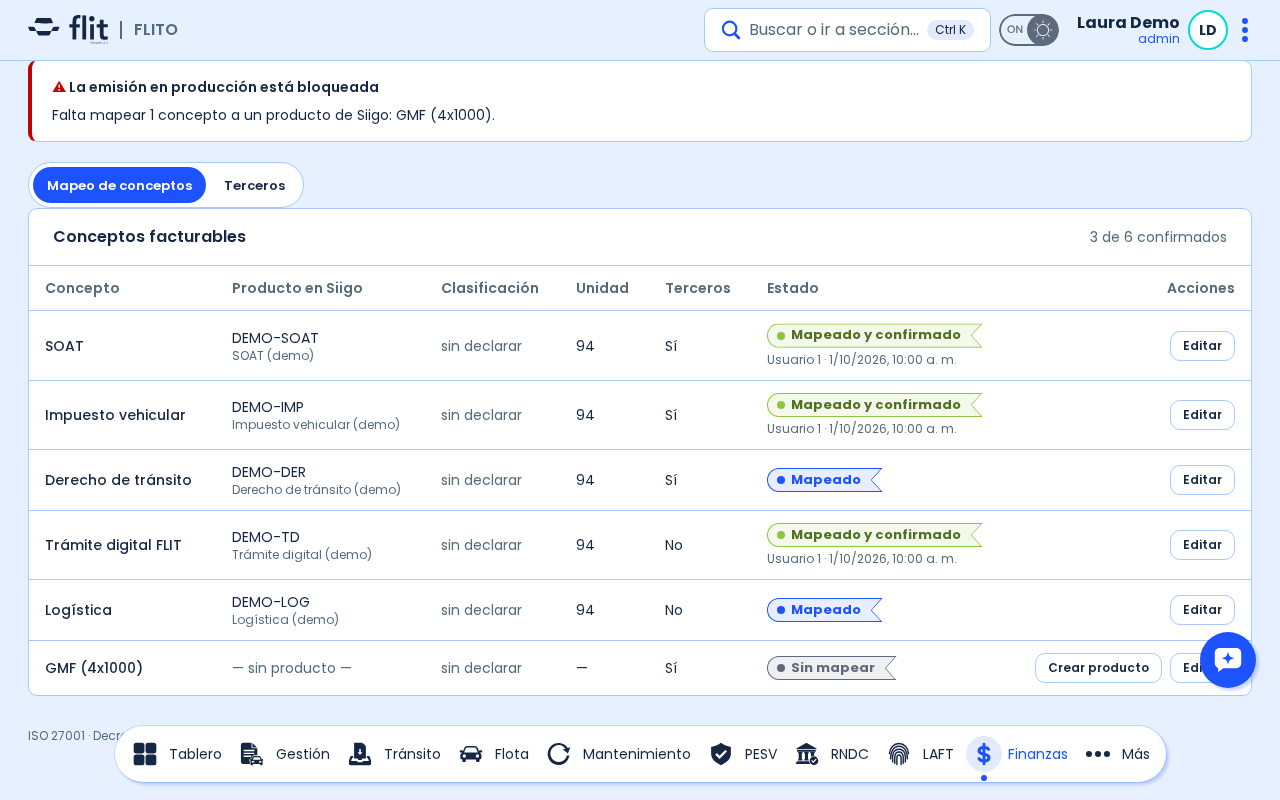 flit
FLITO
Buscar o ir a sección...
Ctrl K
ON
Laura Demo
admin
LD
La emisión en producción está bloqueada
Falta mapear 1 concepto a un producto de Siigo: GMF (4x1000).
Mapeo de conceptos
Terceros
Conceptos facturables
3 de 6 confirmados
Concepto Producto en Siigo Clasificación Unidad Terceros Estado Acciones
SOAT DEMO-SOAT sin declarar 94 Sí Mapeado y confirmado Editar
SOAT (demo) Usuario 1 · 1/10/2026, 10:00 a. m.
Impuesto vehicular DEMO-IMP sin declarar 94 Sí Mapeado y confirmado Editar
Impuesto vehicular (demo) Usuario 1 · 1/10/2026, 10:00 a. m.
Derecho de tránsito DEMO-DER sin declarar 94 Sí Mapeado Editar
Derecho de tránsito (demo)
Trámite digital FLIT DEMO-TD sin declarar 94 No Mapeado y confirmado Editar
Trámite digital (demo) Usuario 1 · 1/10/2026, 10:00 a. m.
Logística DEMO-LOG sin declarar 94 No Mapeado Editar
Logística (demo)
GMF (4x1000) — sin producto — sin declarar — Sí Sin mapear Crear producto
ISO 27001 ·
Tablero Gestión Tránsito Flota Mantenimiento PESV RNDC LAFT Finanzas Más